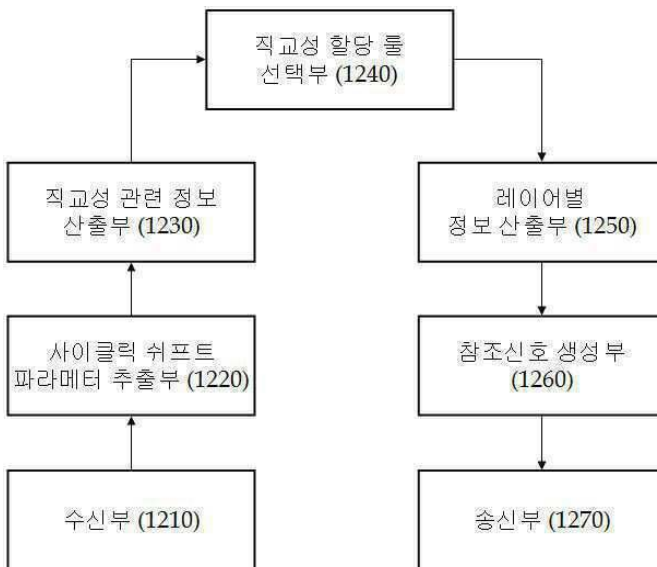 직교성 할당 룰
선택부 (1240)
직교성 관련 정보
산출부 (1230)
레이어별
정보 산출부 (1250)
사이클릭 쉬프트
파라메터 추출부 (1220)
참조신호 생성부
(1260)
수신부 (1210)
송신부 (1270)